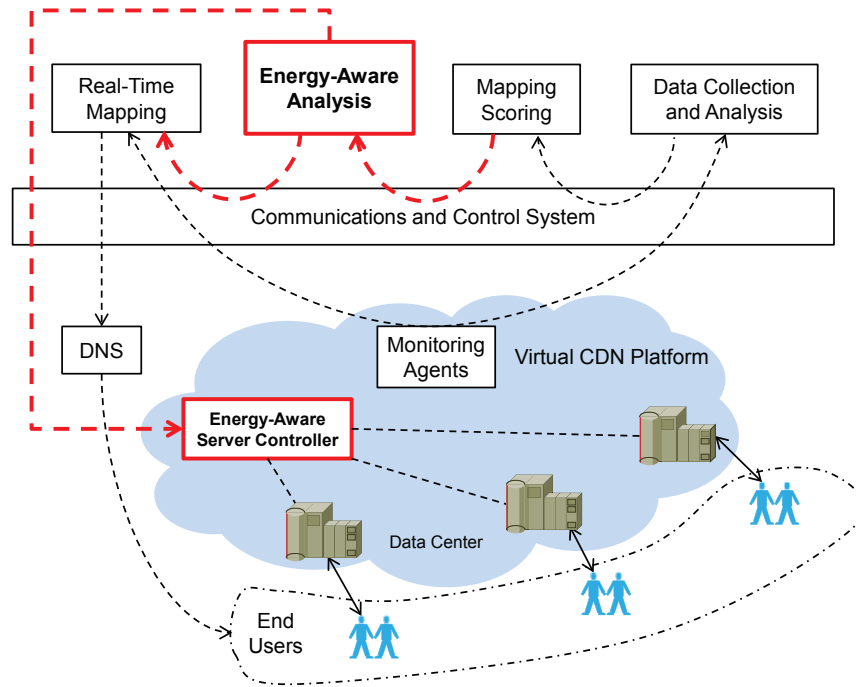 Real-Time
Mapping
Energy-Aware
Analysis
Mapping
Scoring
Data Collection
and Analysis
Communications and Control System
DNS
Monitoring
Agents
Virtual CDN Platform
Energy-Aware
Server Controller
Data Center
End
Users